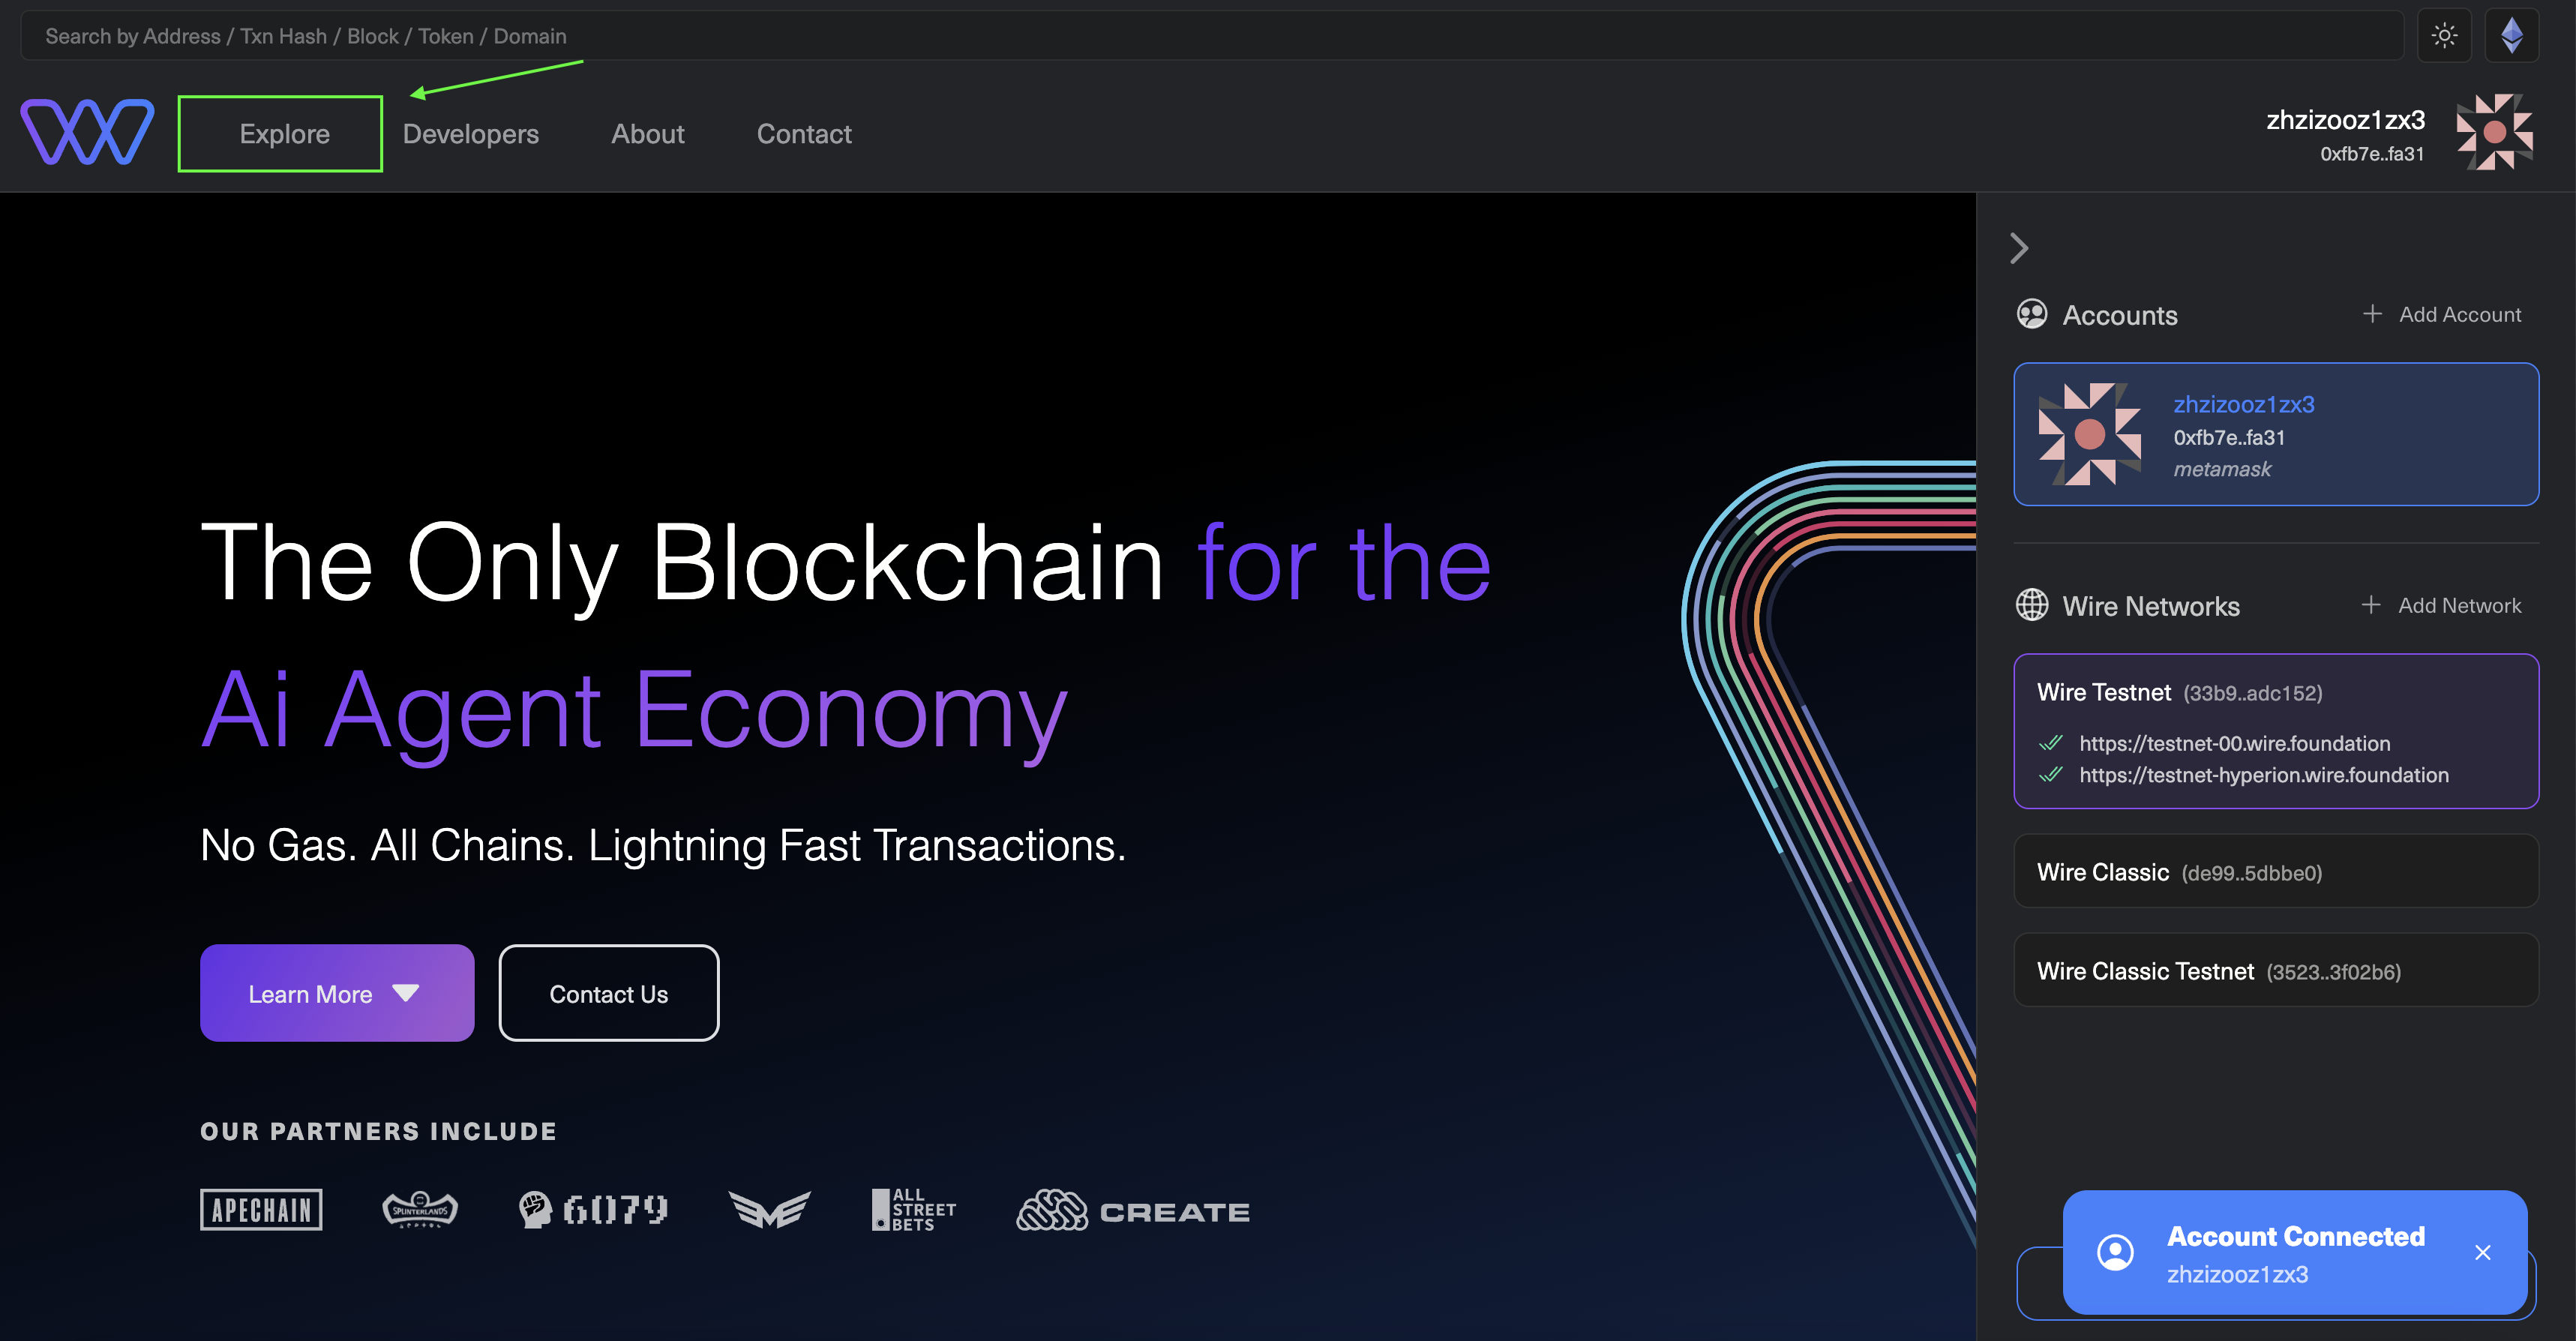 Search by Address / Txn Hash / Block / Token / Domain
Explore
Developers
About
Contact
zhzizooz1zx3
0xfb7e..fa31
Accounts
+ Add Account
zhzizooz1zx3
0xfb7e..fa31
metamask
The Only Blockchain for the
Ai Agent Economy
No Gas. All Chains. Lightning Fast Transactions.
Learn More
Contact Us
OUR PARTNERS INCLUDE
APECHAIN
SPLINTERLANDS
6079
ALL
STREET
BETS
CREATE
Wire Networks
+ Add Network
Wire Testnet (33b9..adc152)
https://testnet-00.wire.foundation
https://testnet-hyperion.wire.foundation
Wire Classic (de99..5dbbe0)
Wire Classic Testnet (3523..3f02b6)
Account Connected
zhzizooz1zx3